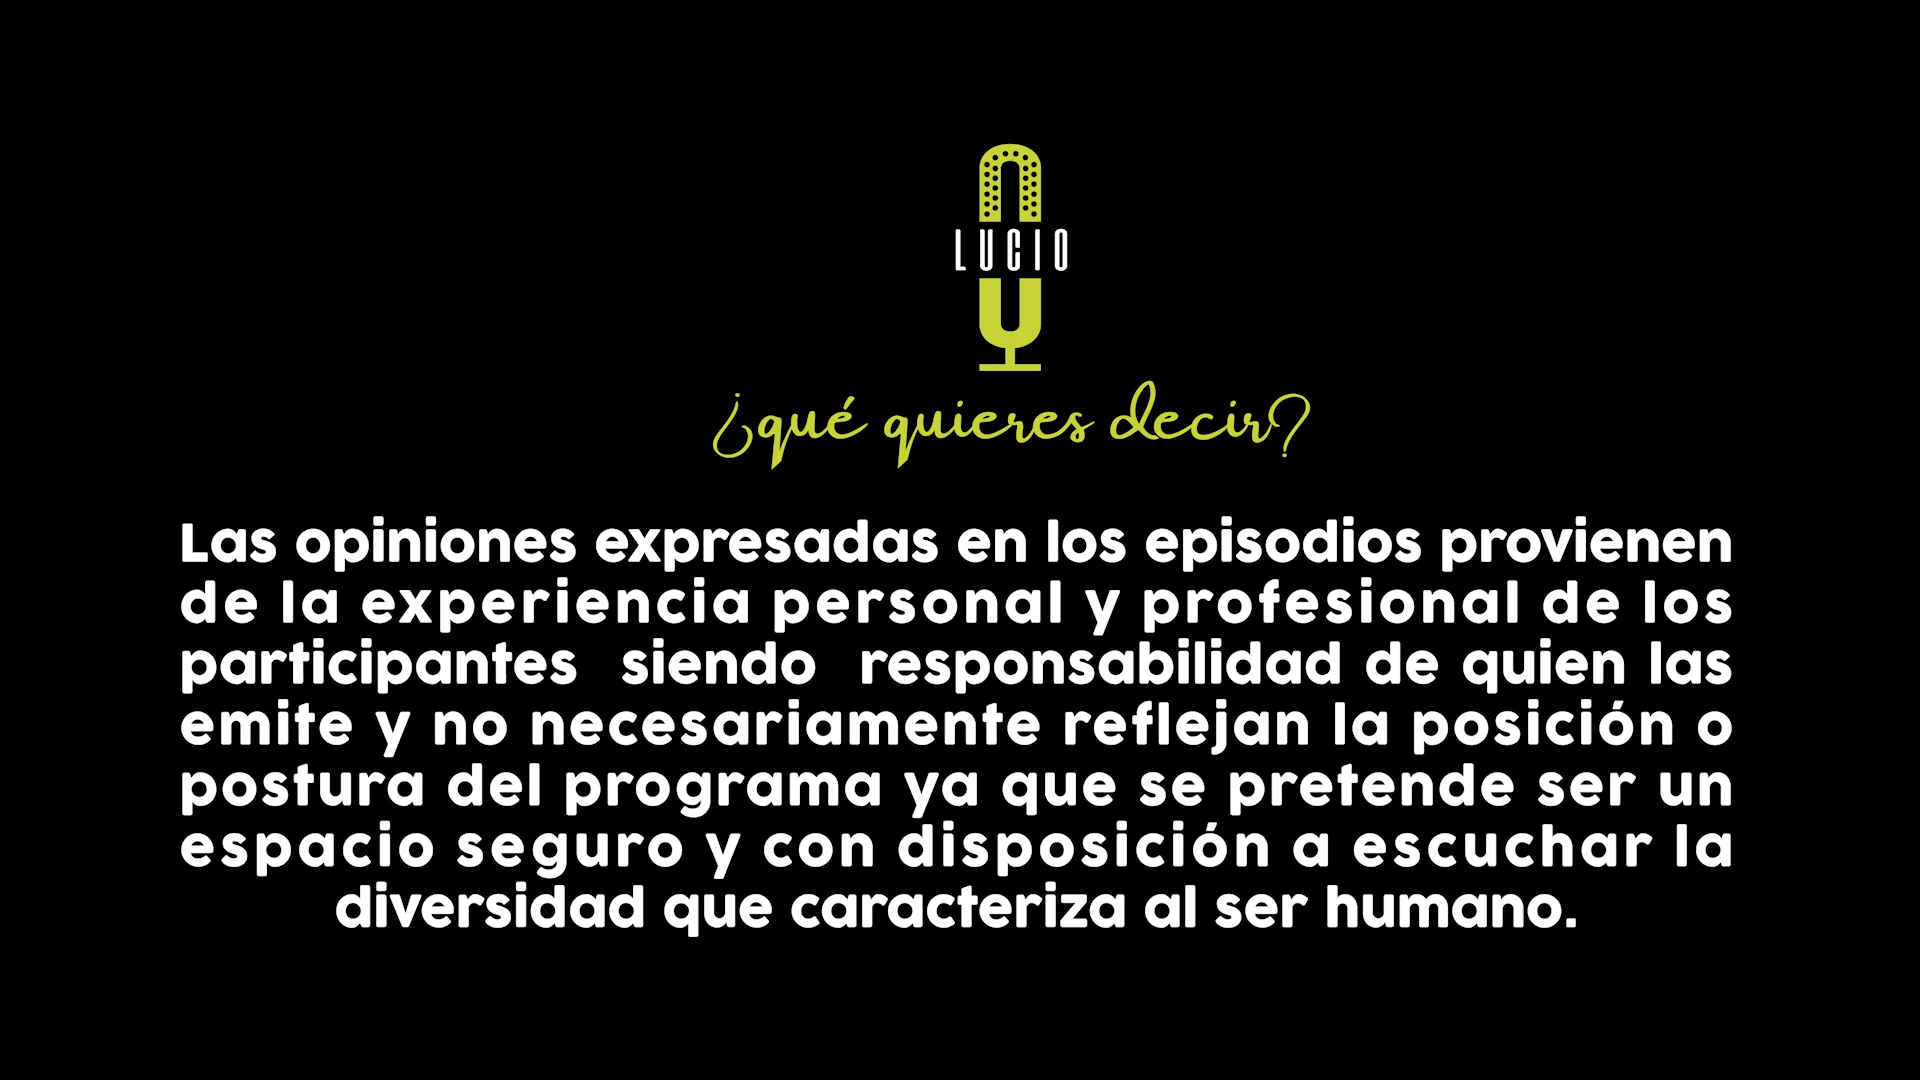 LUCIO
¿qué quieres decir?
Las opiniones expresadas en los episodios provienen
de la experiencia personal y profesional de los
participantes siendo responsabilidad de quien las
emite y no necesariamente reflejan la posición o
postura del programa ya que se pretende ser un
espacio seguro y con disposición a escuchar la
diversidad que caracteriza al ser humano.